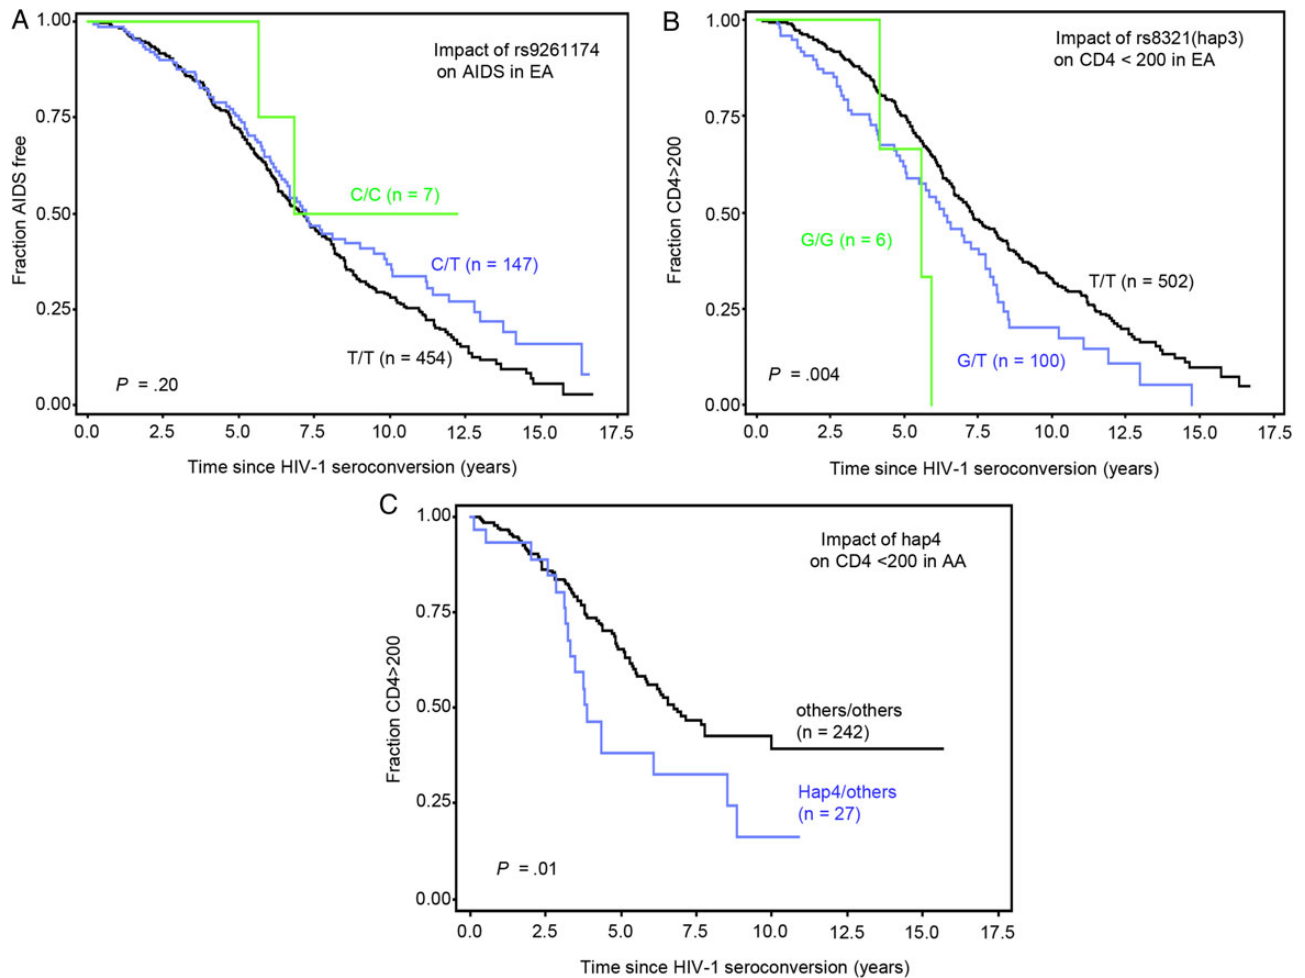 A
Impact of rs9261174
on AIDS in EA
Fraction AIDS free
1.00
0.75
0.50
0.25
0.00
C/C (n = 7)
C/T (n = 147)
T/T (n = 454)
P = .20
0.0 2.5 5.0 7.5 10.0 12.5 15.0 17.5
Time since HIV-1 seroconversion (years)
B
Impact of rs8321(hap3)
on CD4 < 200 in EA
Fraction CD4>200
1.00
0.75
0.50
0.25
0.00
G/G (n = 6)
T/T (n = 502)
G/T (n = 100)
P = .004
0.0 2.5 5.0 7.5 10.0 12.5 15.0 17.5
Time since HIV-1 seroconversion (years)
C
Impact of hap4
on CD4 <200 in AA
Fraction CD4>200
1.00
0.75
0.50
0.25
0.00
others/others
(n = 242)
Hap4/others
(n = 27)
P = .01
0.0 2.5 5.0 7.5 10.0 12.5 15.0 17.5
Time since HIV-1 seroconversion (years)